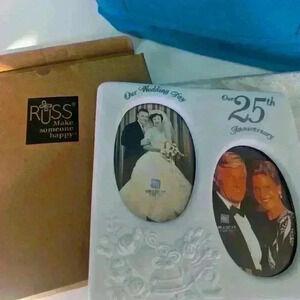 RUSS®
Make
someone
happy
Our Wedding Day
Our
25th
Anniversary